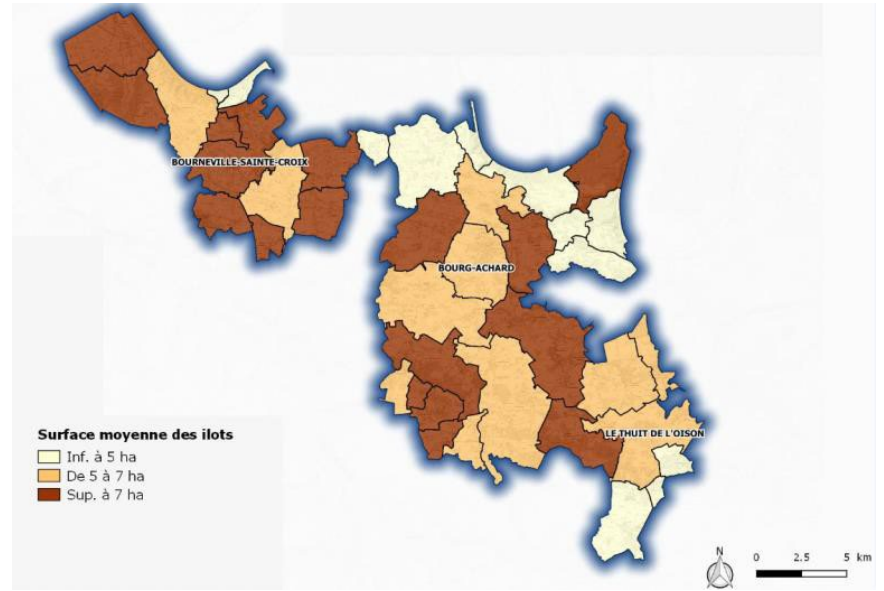 BOURNEVILLE-SAINTE-CROIX
BOURG-ACHARD
LE THUIT DE L'OISON
Surface moyenne des ilots
Inf. à 5 ha
De 5 à 7 ha
Sup. à 7 ha
N
0 2.5 5 km